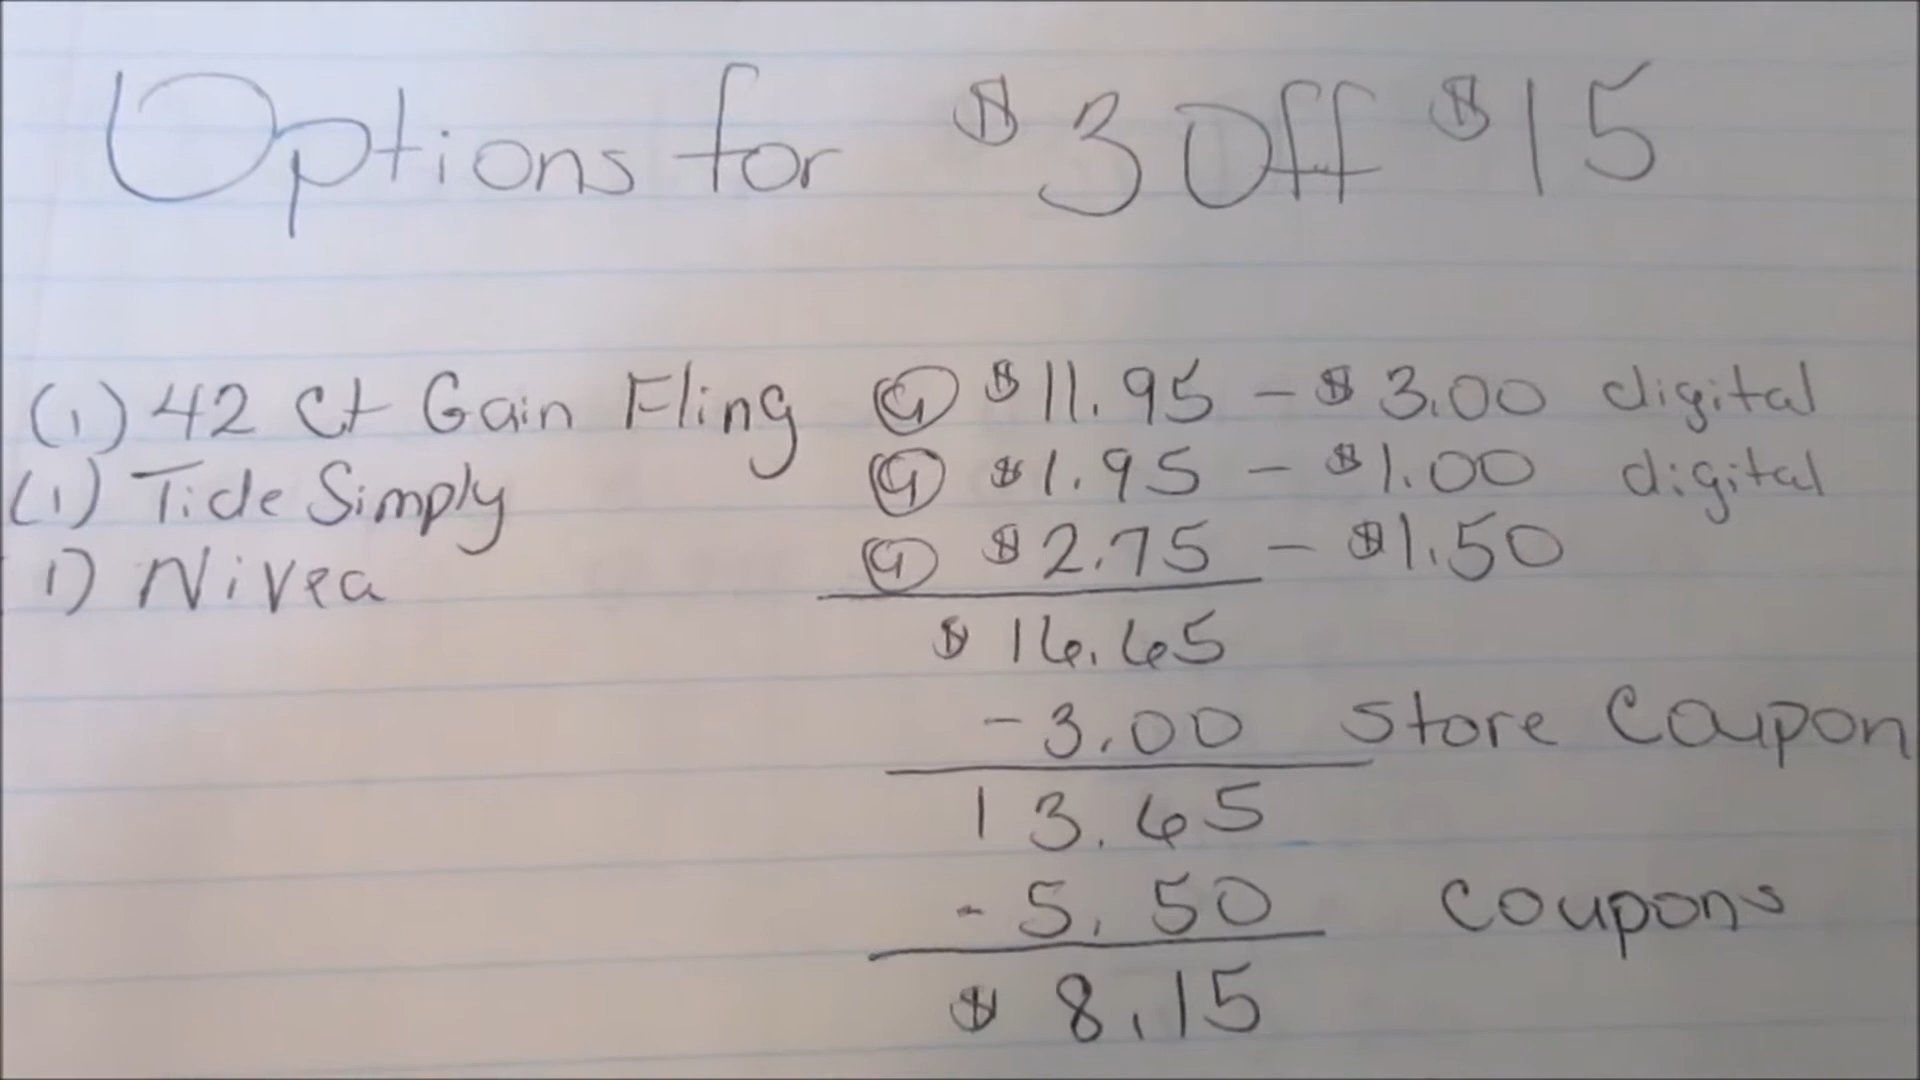 Options for $3 Off $15
(1) 42 Ct Gain Fling @ $11.95 - $3.00 digital
(1) Tide Simply @ $1.95 - $1.00 digital
1) Nivea @ $2.75 - $1.50
$16.65
-3.00 Store Coupon
13.65
-5.50 Coupons
$8.15